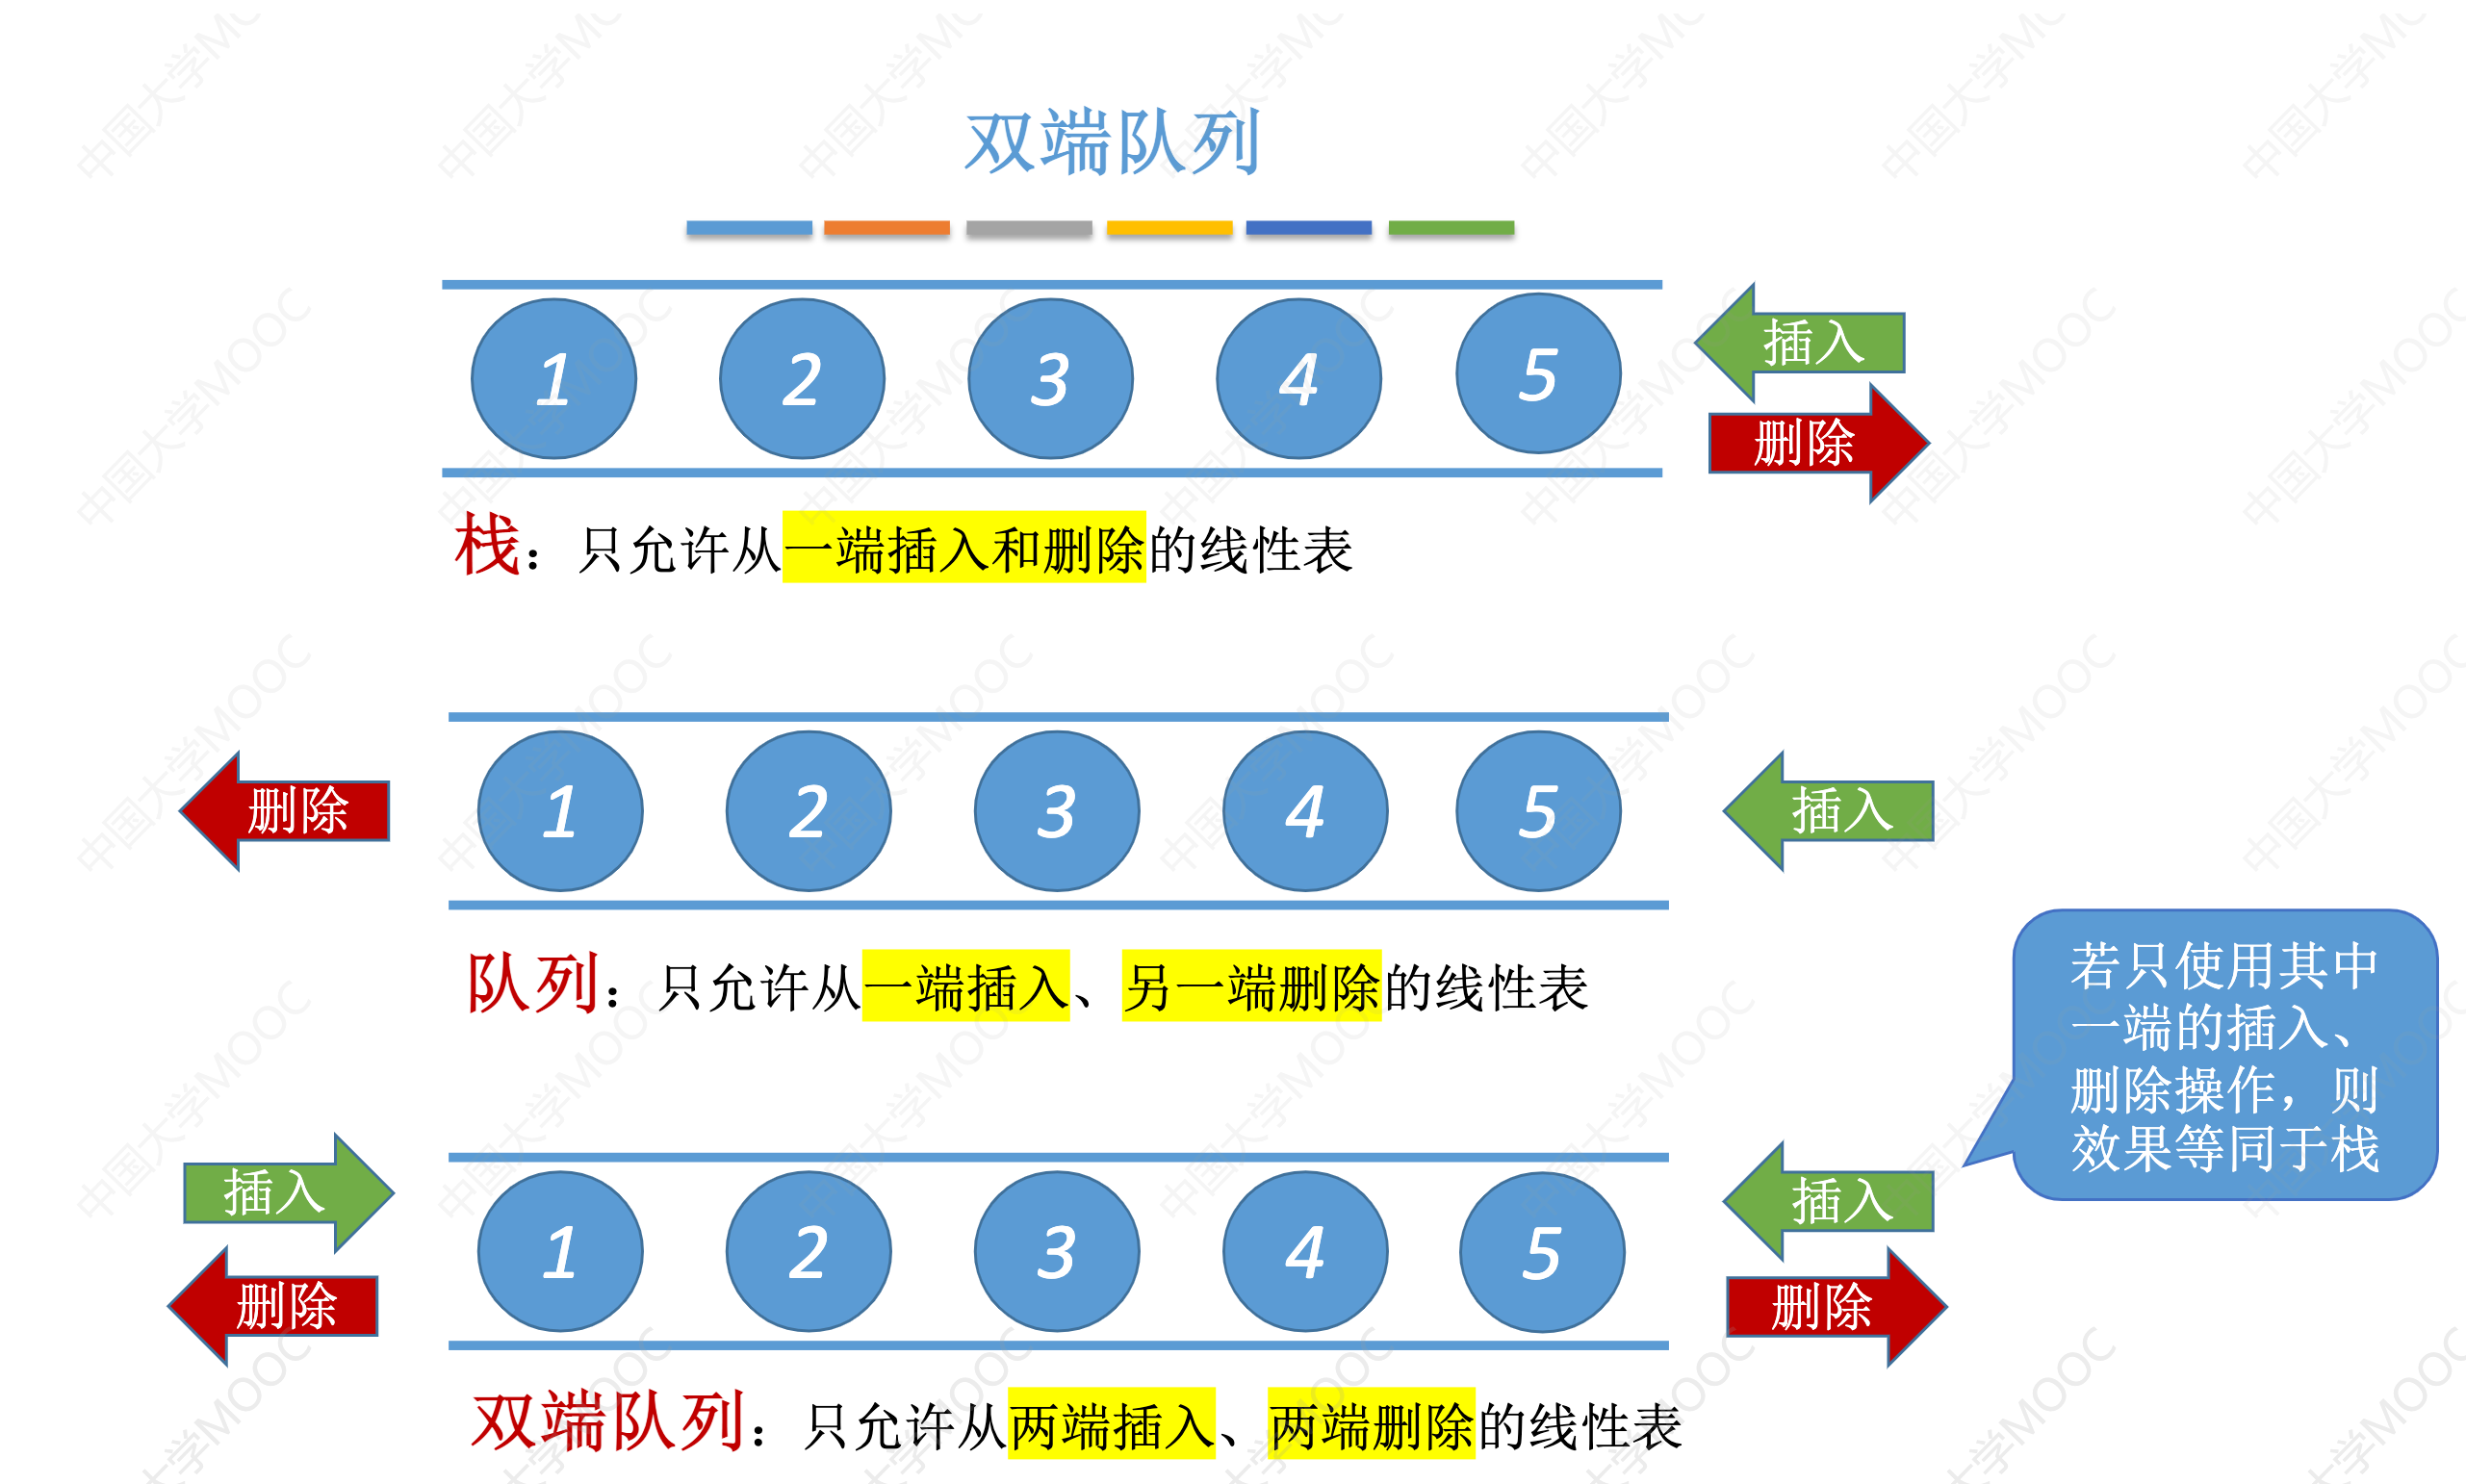 双端队列
1 2 3 4 5
插入
删除
栈：只允许从一端插入和删除的线性表
删除
1 2 3 4 5
插入
队列：只允许从一端插入、另一端删除的线性表
若只使用其中
一端的插入、
删除操作，则
效果等同于栈
插入
删除
1 2 3 4 5
插入
删除
双端队列：只允许从两端插入、两端删除的线性表
中国大学MOOC